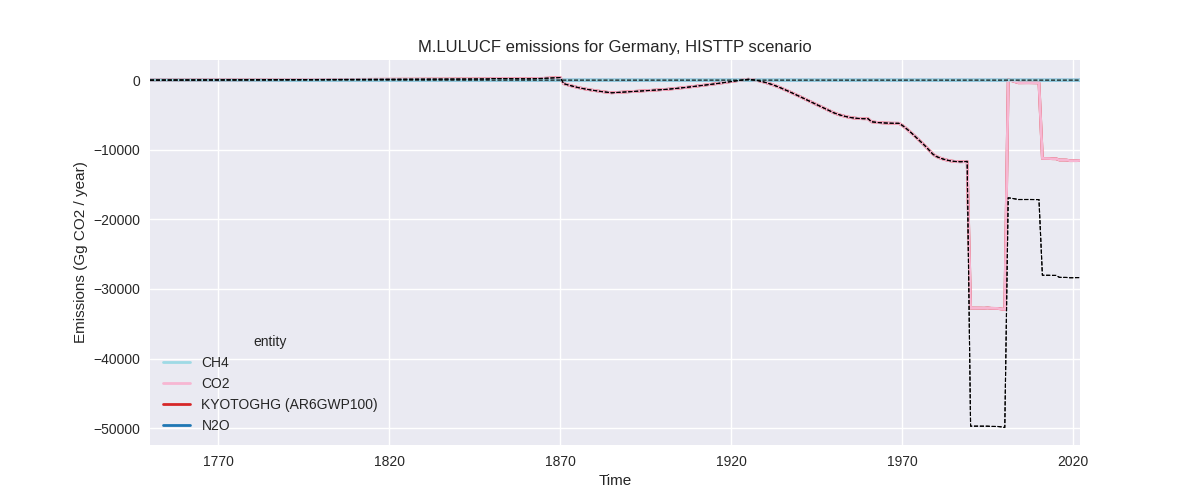 M.LULUCF emissions for Germany, HISTTP scenario
Emissions (Gg CO2 / year)
0
−10000
−20000
−30000
−40000
−50000
entity
CH4
CO2
KYOTOGHG (AR6GWP100)
N2O
1770 1820 1870 1920 1970 2020
Time